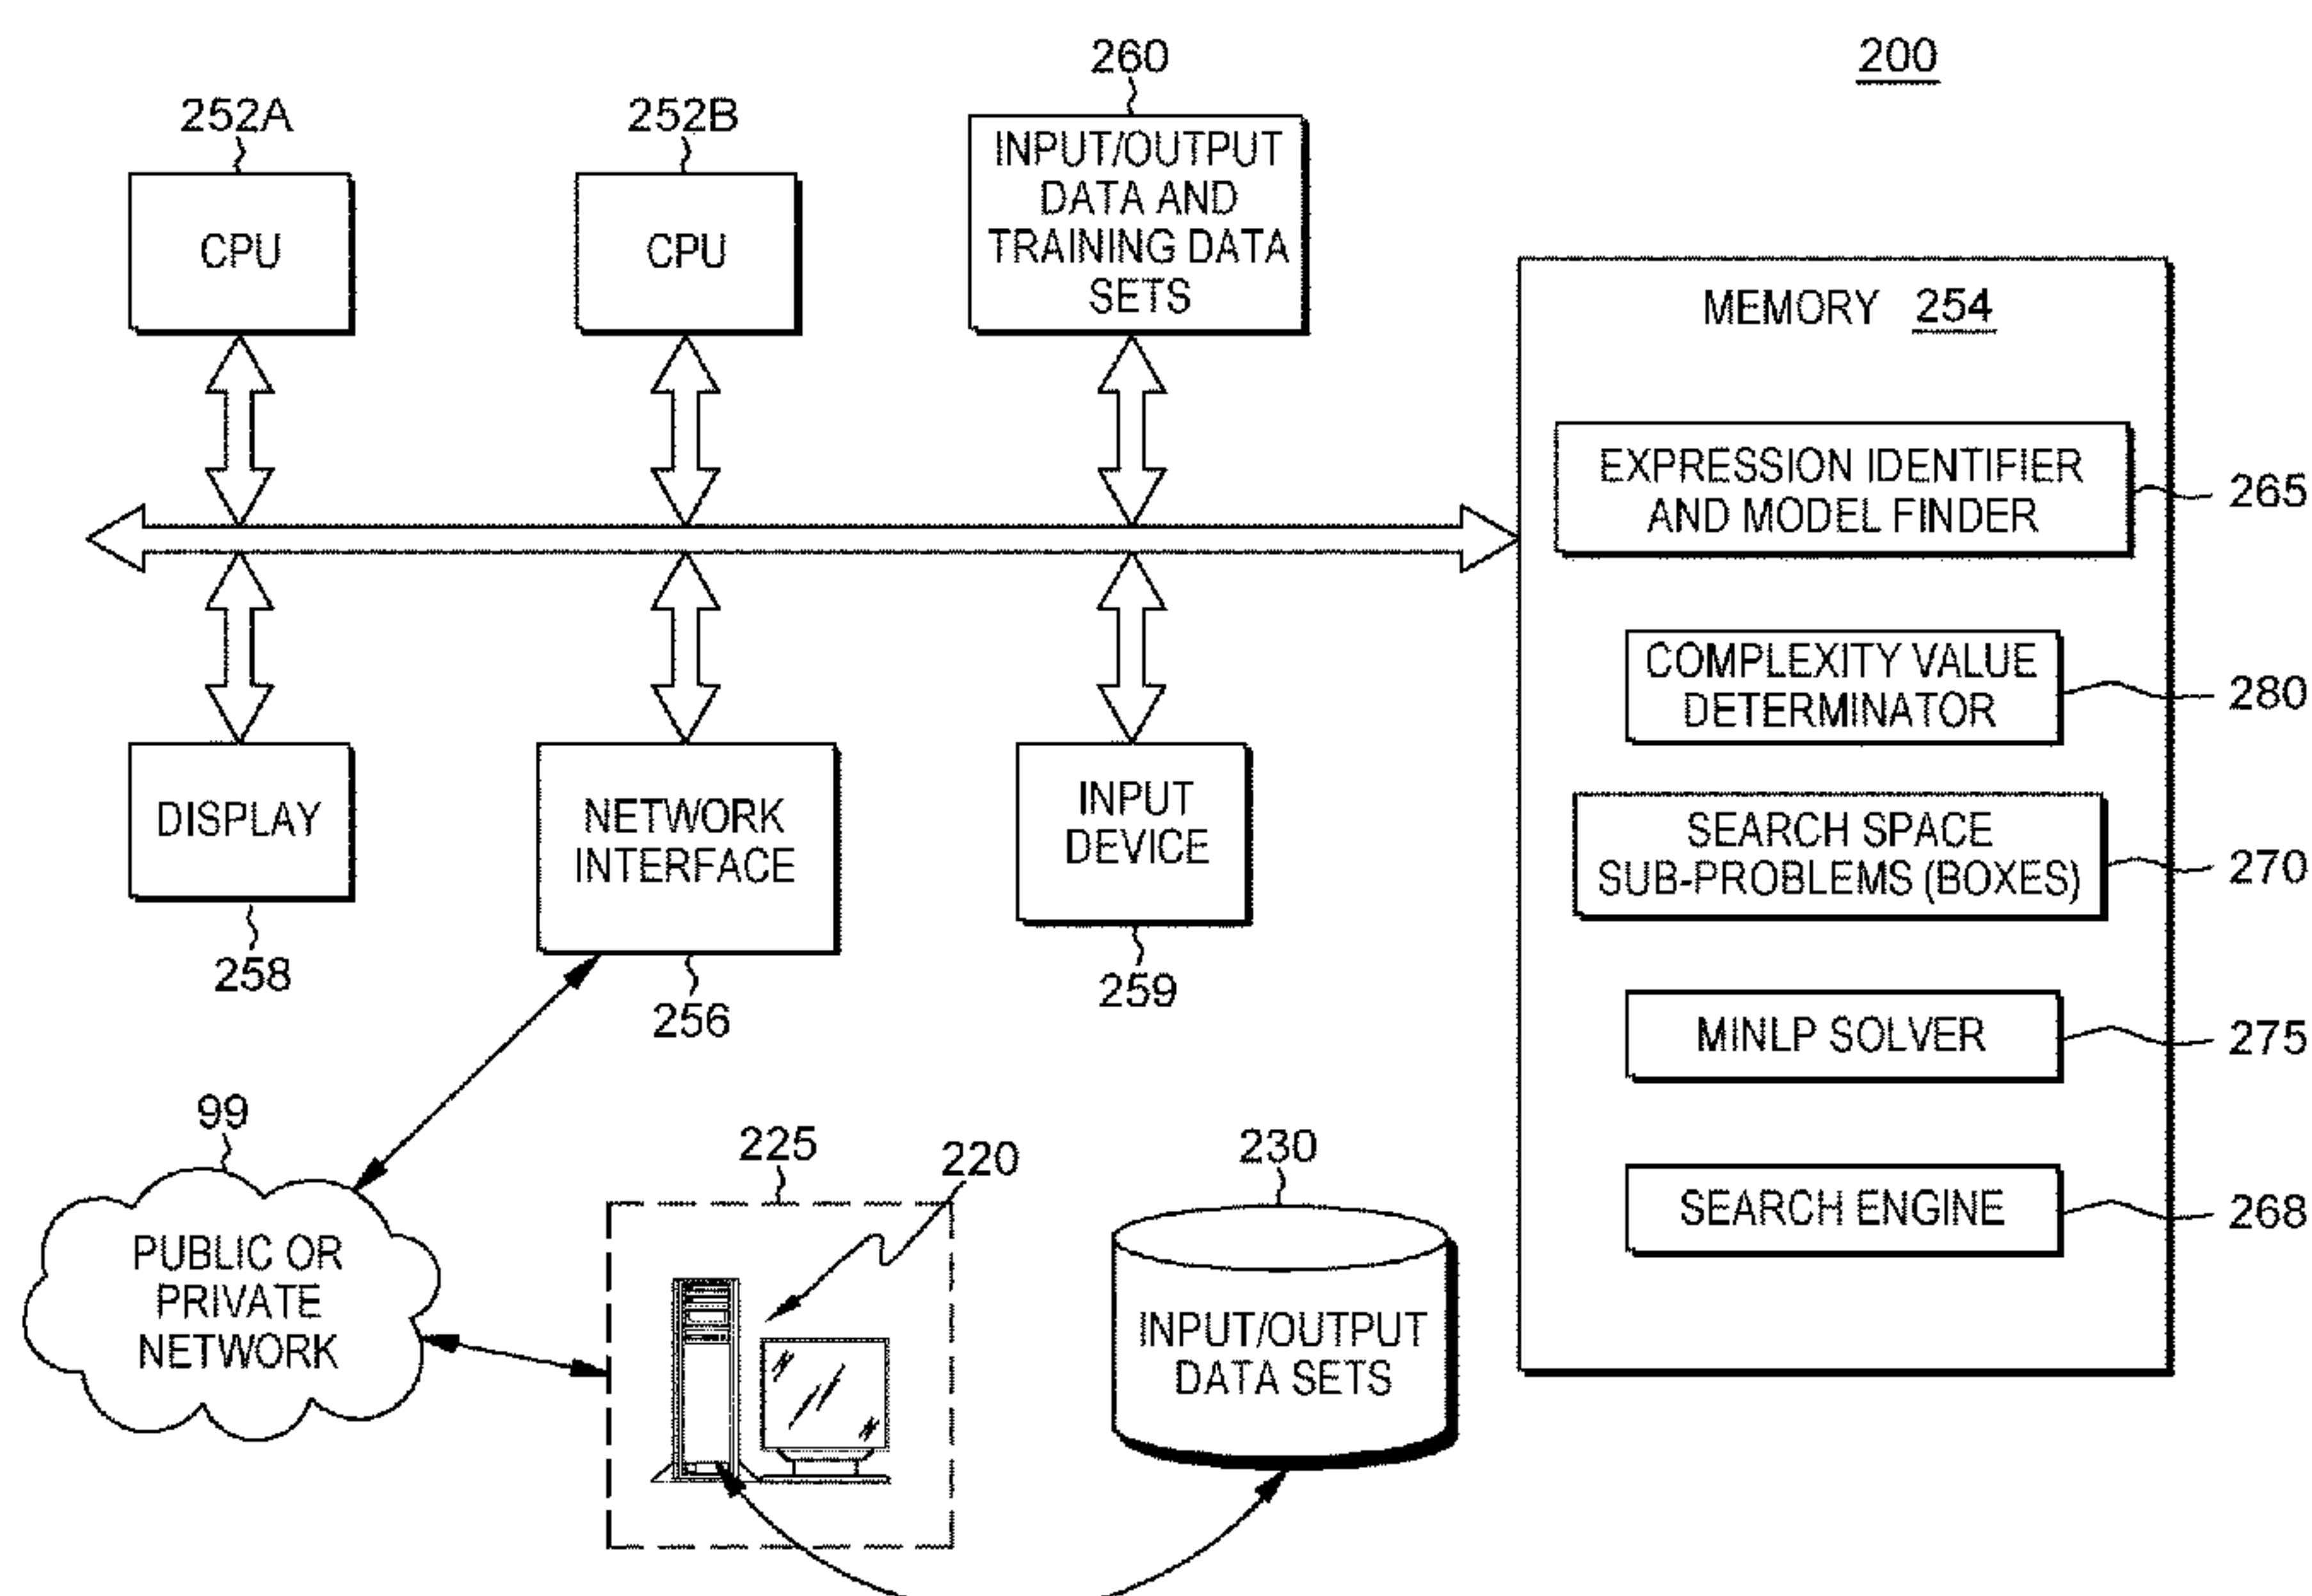 200
260
252A
252B
CPU
CPU
INPUT/OUTPUT
DATA AND
TRAINING DATA
SETS
MEMORY 254
EXPRESSION IDENTIFIER
AND MODEL FINDER
265
COMPLEXITY VALUE
DETERMINATOR
280
SEARCH SPACE
SUB-PROBLEMS (BOXES)
270
MINLP SOLVER
275
SEARCH ENGINE
268
DISPLAY
258
NETWORK
INTERFACE
256
INPUT
DEVICE
259
99
PUBLIC OR
PRIVATE
NETWORK
225
220
230
INPUT/OUTPUT
DATA SETS